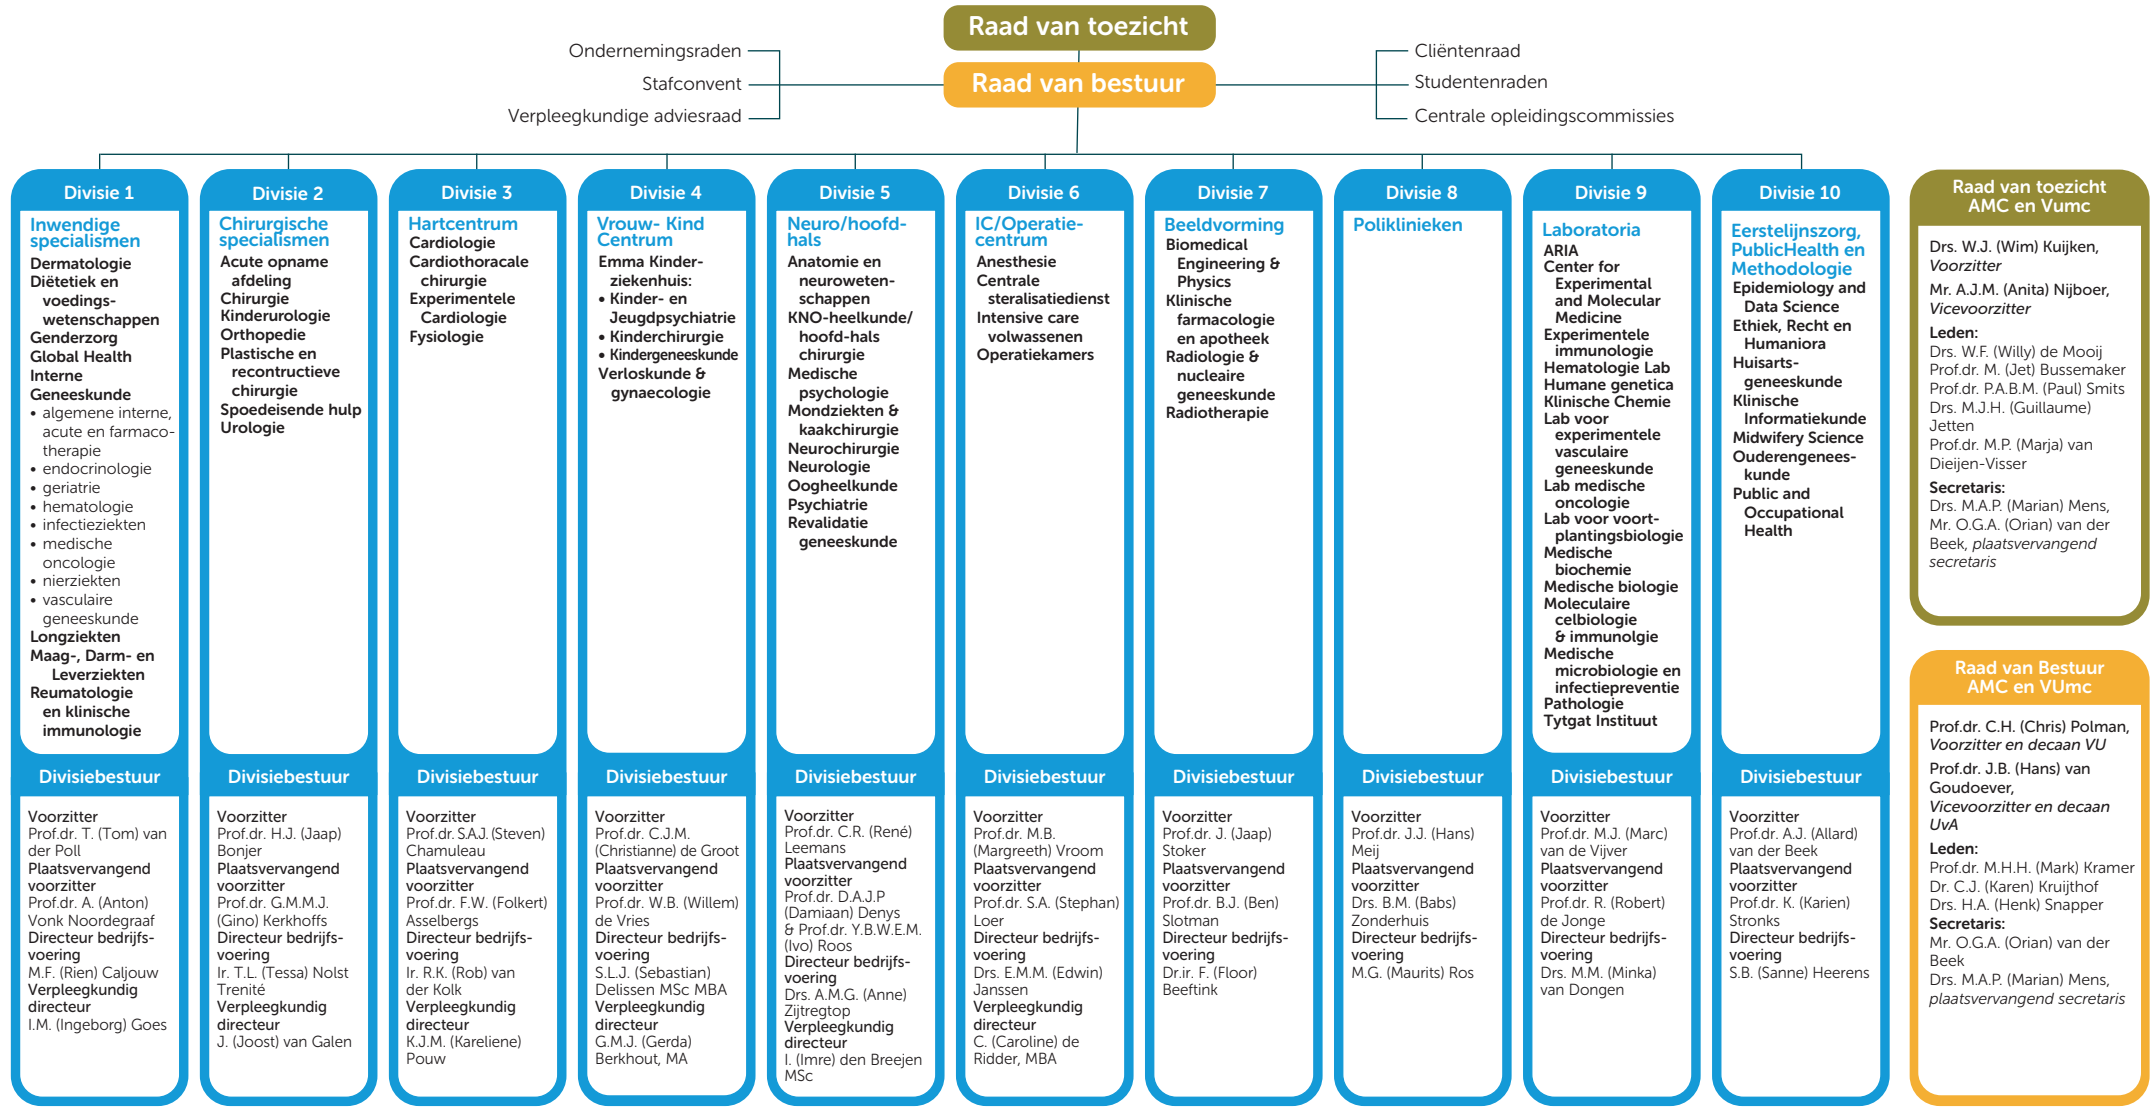 Raad van toezicht
Raad van bestuur
Ondernemingsraden
Stafconvent
Verpleegkundige adviesraad
Cliëntenraad
Studentenraden
Centrale opleidingscommissies
Divisie 1
Inwendige
specialismen
Dermatologie
Diëtetiek en
voedings-
wetenschappen
Genderzorg
Global Health
Interne
Geneeskunde
• algemene interne,
acute en farmaco-
therapie
• endocrinologie
• geriatrie
• hematologie
• infectieziekten
• medische
oncologie
• nierziekten
• vasculaire
geneeskunde
Longziekten
Maag-, Darm- en
Leverziekten
Reumatologie
en klinische
immunologie
Divisiebestuur
Voorzitter
Prof.dr. T. (Tom) van
der Poll
Plaatsvervangend
voorzitter
Prof.dr. A. (Anton)
Vonk Noordegraaf
Directeur bedrijfs-
voering
M.F. (Rien) Caljouw
Verpleegkundig
directeur
I.M. (Ingeborg) Goes
Divisie 2
Chirurgische
specialismen
Acute opname
afdeling
Chirurgie
Kinderurologie
Orthopedie
Plastische en
recontructieve
chirurgie
Spoedeisende hulp
Urologie
Divisiebestuur
Voorzitter
Prof.dr. H.J. (Jaap)
Bonjer
Plaatsvervangend
voorzitter
Prof.dr. G.M.M.J.
(Gino) Kerkhoffs
Directeur bedrijfs-
voering
Ir. T.L. (Tessa) Nolst
Trenité
Verpleegkundig
directeur
J. (Joost) van Galen
Divisie 3
Hartcentrum
Cardiologie
Cardiothoracale
chirurgie
Experimentele
Cardiologie
Fysiologie
Divisiebestuur
Voorzitter
Prof.dr. S.A.J. (Steven)
Chamuleau
Plaatsvervangend
voorzitter
Prof.dr. F.W. (Folkert)
Asselbergs
Directeur bedrijfs-
voering
Ir. R.K. (Rob) van
der Kolk
Verpleegkundig
directeur
K.J.M. (Kareliene)
Pouw
Divisie 4
Vrouw- Kind
Centrum
Emma Kinder-
ziekenhuis:
• Kinder- en
Jeugdpsychiatrie
• Kinderchirurgie
• Kindergeneeskunde
Verloskunde &
gynaecologie
Divisiebestuur
Voorzitter
Prof.dr. C.J.M.
(Christianne) de Groot
Plaatsvervangend
voorzitter
Prof.dr. W.B. (Willem)
de Vries
Directeur bedrijfs-
voering
S.L.J. (Sebastian)
Delissen MSc MBA
Verpleegkundig
directeur
G.M.J. (Gerda)
Berkhout, MA
Divisie 5
Neuro/hoofd-
hals
Anatomie en
neuroweten-
schappen
KNO-heelkunde/
hoofd-hals
chirurgie
Medische
psychologie
Mondziekten &
kaakchirurgie
Neurochirurgie
Neurologie
Oogheelkunde
Psychiatrie
Revalidatie
geneeskunde
Divisiebestuur
Voorzitter
Prof.dr. C.R. (René)
Leemans
Plaatsvervangend
voorzitter
Prof.dr. D.A.J.P
(Damiaan) Denys
& Prof.dr. Y.B.W.E.M.
(Ivo) Roos
Directeur bedrijfs-
voering
Drs. A.M.G. (Anne)
Zijtregtop
Verpleegkundig
directeur
I. (Imre) den Breejen
MSc
Divisie 6
IC/Operatie-
centrum
Anesthesie
Centrale
steralisatiedienst
Intensive care
volwassenen
Operatiekamers
Divisiebestuur
Voorzitter
Prof.dr. M.B.
(Margreeth) Vroom
Plaatsvervangend
voorzitter
Prof.dr. S.A. (Stephan)
Loer
Directeur bedrijfs-
voering
Drs. E.M.M. (Edwin)
Janssen
Verpleegkundig
directeur
C. (Caroline) de
Ridder, MBA
Divisie 7
Beeldvorming
Biomedical
Engineering &
Physics
Klinische
farmacologie
en apotheek
Radiologie &
nucleaire
geneeskunde
Radiotherapie
Divisiebestuur
Voorzitter
Prof.dr. J. (Jaap)
Stoker
Plaatsvervangend
voorzitter
Prof.dr. B.J. (Ben)
Slotman
Directeur bedrijfs-
voering
Dr.ir. F. (Floor)
Beeftink
Divisie 8
Poliklinieken
Divisiebestuur
Voorzitter
Prof.dr. J.J. (Hans)
Meij
Plaatsvervangend
voorzitter
Drs. B.M. (Babs)
Zonderhuis
Directeur bedrijfs-
voering
M.G. (Maurits) Ros
Divisie 9
Laboratoria
ARIA
Center for
Experimental
and Molecular
Medicine
Experimentele
immunologie
Hematologie Lab
Humane genetica
Klinische Chemie
Lab voor
experimentele
vasculaire
geneeskunde
Lab medische
oncologie
Lab voor voort-
plantingsbiologie
Medische
biochemie
Medische biologie
Moleculaire
celbiologie
& immunolgie
Medische
microbiologie en
infectiepreventie
Pathologie
Tytgat Instituut
Divisiebestuur
Voorzitter
Prof.dr. M.J. (Marc)
van de Vijver
Plaatsvervangend
voorzitter
Prof.dr. R. (Robert)
de Jonge
Directeur bedrijfs-
voering
Drs. M.M. (Minka)
van Dongen
Divisie 10
Eerstelijnszorg,
PublicHealth en
Methodologie
Epidemiology and
Data Science
Ethiek, Recht en
Humaniora
Huisarts-
geneeskunde
Klinische
Informatiekunde
Midwifery Science
Ouderengenees-
kunde
Public and
Occupational
Health
Divisiebestuur
Voorzitter
Prof.dr. A.J. (Allard)
van der Beek
Plaatsvervangend
voorzitter
Prof.dr. K. (Karien)
Stronks
Directeur bedrijfs-
voering
S.B. (Sanne) Heerens
Raad van toezicht
AMC en Vumc
Drs. W.J. (Wim) Kuijken,
Voorzitter
Mr. A.J.M. (Anita) Nijboer,
Vicevoorzitter
Leden:
Drs. W.F. (Willy) de Mooij
Prof.dr. M. (Jet) Bussemaker
Prof.dr. P.A.B.M. (Paul) Smits
Drs. M.J.H. (Guillaume)
Jetten
Prof.dr. M.P. (Marja) van
Dieijen-Visser
Secretaris:
Drs. M.A.P. (Marian) Mens,
Mr. O.G.A. (Orian) van der
Beek, plaatsvervangend
secretaris
Raad van Bestuur
AMC en VUmc
Prof.dr. C.H. (Chris) Polman,
Voorzitter en decaan VU
Prof.dr. J.B. (Hans) van
Goudoever,
Vicevoorzitter en decaan
UvA
Leden:
Prof.dr. M.H.H. (Mark) Kramer
Dr. C.J. (Karen) Kruijthof
Drs. H.A. (Henk) Snapper
Secretaris:
Mr. O.G.A. (Orian) van der
Beek
Drs. M.A.P. (Marian) Mens,
plaatsvervangend secretaris